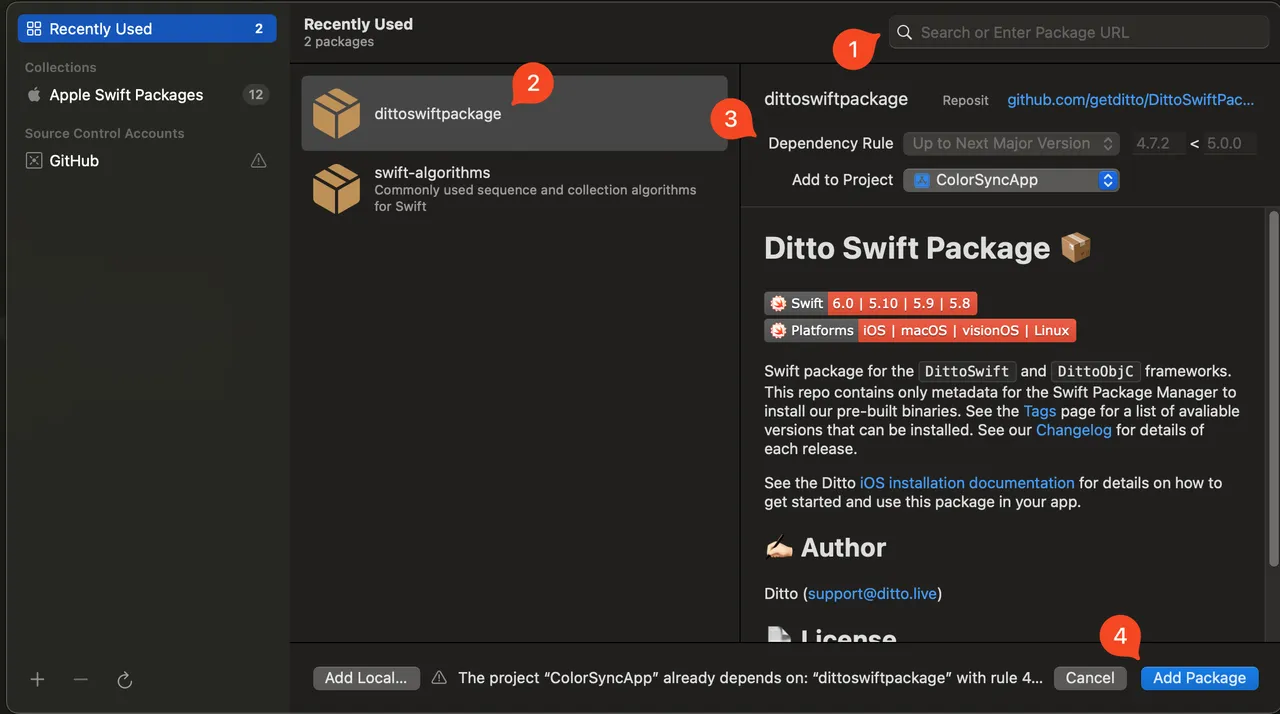 Recently Used 2
Collections
Apple Swift Packages 12
Source Control Accounts
GitHub
Recently Used
2 packages
1
Search or Enter Package URL
2
dittoswiftpackage
swift-algorithms
Commonly used sequence and collection algorithms
for Swift
3
dittoswiftpackage Reposit github.com/getditto/DittoSwiftPac...
Dependency Rule Up to Next Major Version 4.7.2 < 5.0.0
Add to Project ColorSyncApp
Ditto Swift Package
Swift 6.0 | 5.10 | 5.9 | 5.8
Platforms iOS | macOS | visionOS | Linux
Swift package for the DittoSwift and DittoObjC frameworks.
This repo contains only metadata for the Swift Package Manager to
install our pre-built binaries. See the Tags page for a list of avaliable
versions that can be installed. See our Changelog for details of
each release.
See the Ditto iOS installation documentation for details on how to
get started and use this package in your app.
Author
Ditto (support@ditto.live)
License
4
Add Local... The project “ColorSyncApp” already depends on: “dittoswiftpackage” with rule 4... Cancel Add Package